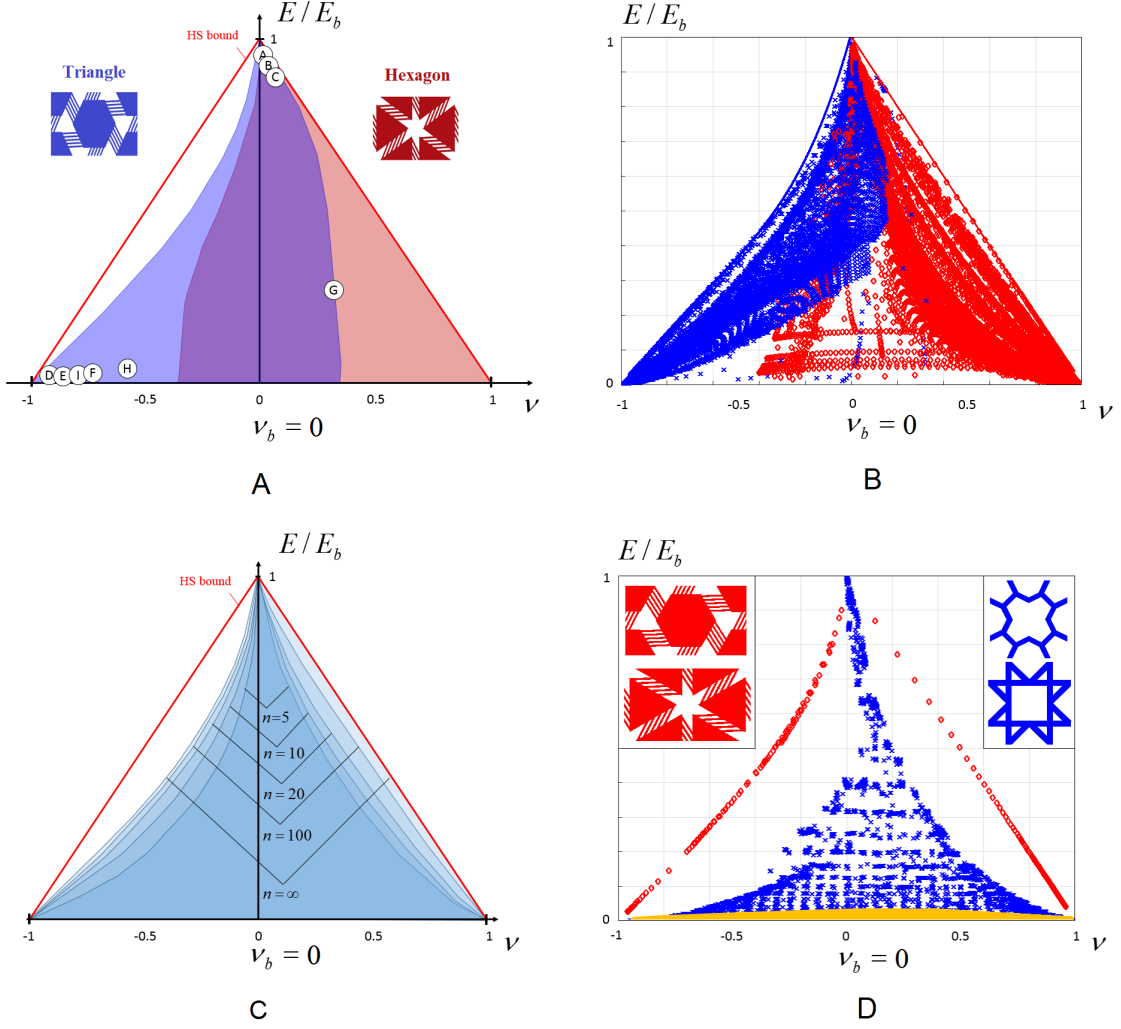 E / E_b
HS bound
1
A
B
C
Triangle
Hexagon
G
D
E
I
F
H
-1
-0.5
0
0.5
1
ν
ν_b = 0
A
E / E_b
1
0
-1
-0.5
0
0.5
1
ν
ν_b = 0
B
E / E_b
HS bound
1
n=5
n = 10
n = 20
n = 100
n = ∞
-1
-0.5
0
0.5
1
ν
ν_b = 0
C
E / E_b
1
0
-1
-0.5
0
0.5
1
ν
ν_b = 0
D